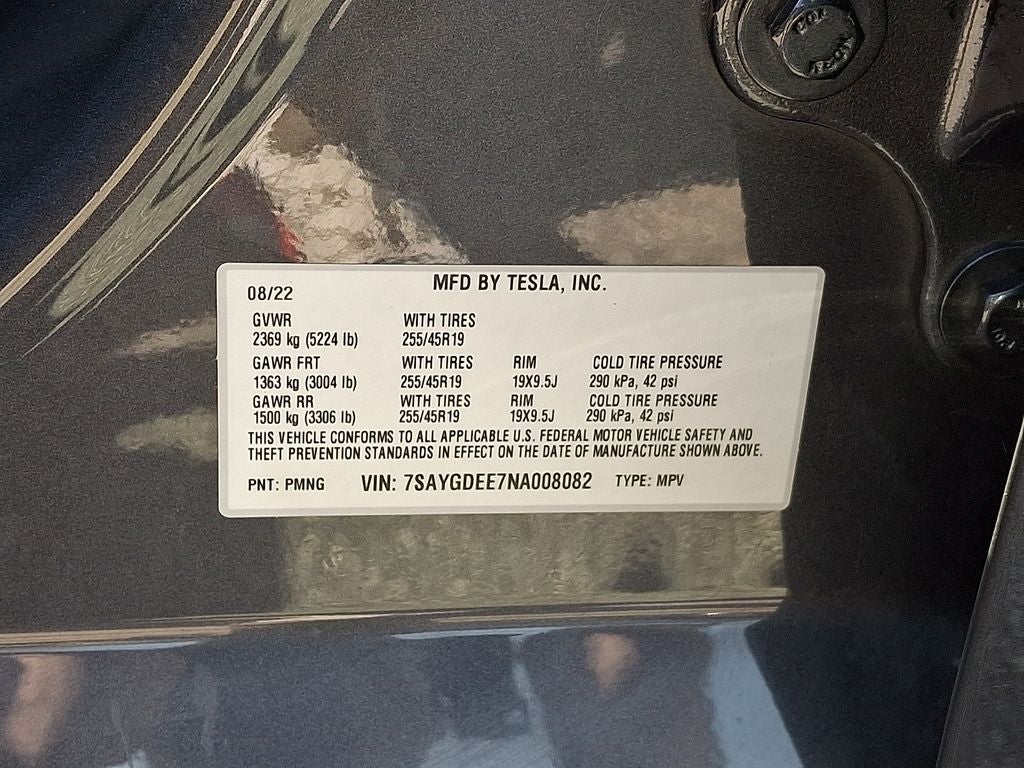 MFD BY TESLA, INC.
08/22
GVWR WITH TIRES
2369 kg (5224 lb) 255/45R19
GAWR FRT WITH TIRES RIM COLD TIRE PRESSURE
1363 kg (3004 lb) 255/45R19 19X9.5J 290 kPa, 42 psi
GAWR RR WITH TIRES RIM COLD TIRE PRESSURE
1500 kg (3306 lb) 255/45R19 19X9.5J 290 kPa, 42 psi
THIS VEHICLE CONFORMS TO ALL APPLICABLE U.S. FEDERAL MOTOR VEHICLE SAFETY AND
THEFT PREVENTION STANDARDS IN EFFECT ON THE DATE OF MANUFACTURE SHOWN ABOVE.
PNT: PMNG VIN: 7SAYGDEE7NA008082 TYPE: MPV